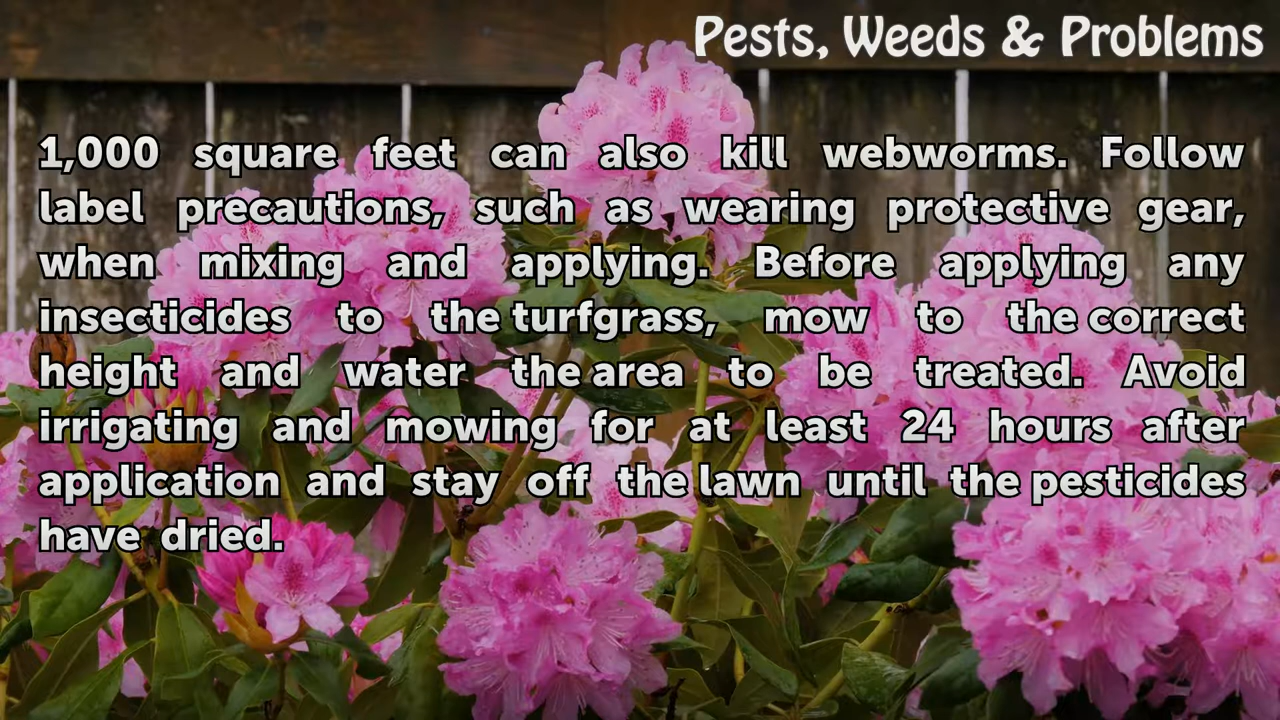 Pests, Weeds & Problems
1,000 square feet can also kill webworms. Follow
label precautions, such as wearing protective gear,
when mixing and applying. Before applying any
insecticides to the turfgrass, mow to the correct
height and water the area to be treated. Avoid
irrigating and mowing for at least 24 hours after
application and stay off the lawn until the pesticides
have dried.